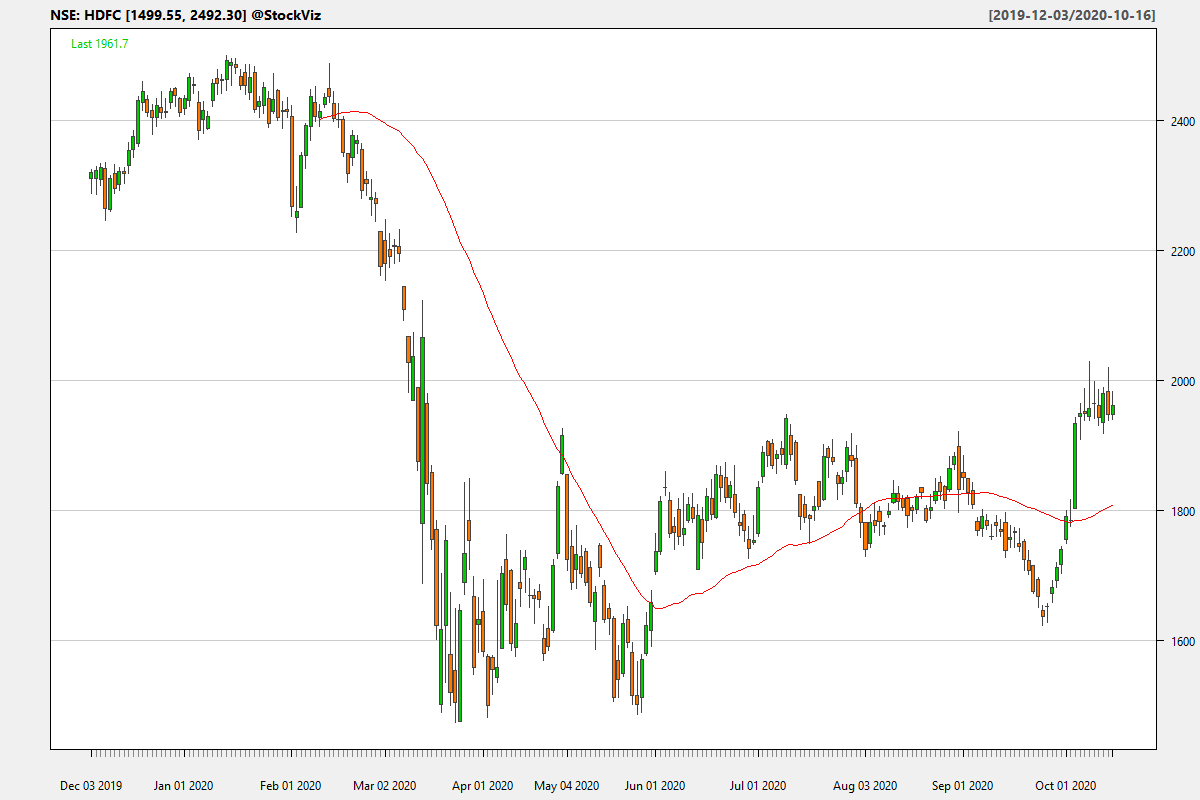 NSE: HDFC [1499.55, 2492.30] @StockViz [2019-12-03/2020-10-16]
Last 1961.7
2400
2200
2000
1800
1600
Dec 03 2019 Jan 01 2020 Feb 01 2020 Mar 02 2020 Apr 01 2020 May 04 2020 Jun 01 2020 Jul 01 2020 Aug 03 2020 Sep 01 2020 Oct 01 2020